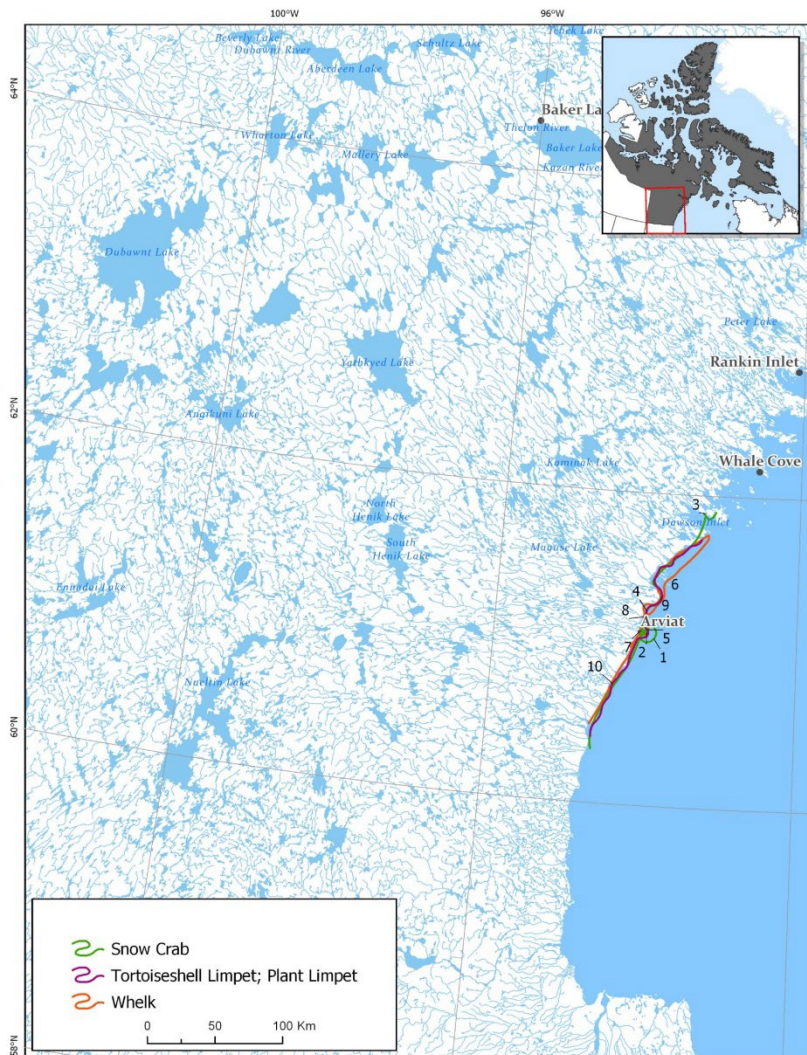 100°W
96°W
Beverly Lake
Dubawnt River
Schultz Lake
Tehek Lake
Aberdeen Lake
64°N
Baker La
Wharton Lake
Thelon River
Mallery Lake
Baker Lake
Kazan River
Dubawnt Lake
Peter Lake
Yathkyed Lake
Rankin Inlet
62°N
Angikuni Lake
Kaminak Lake
Whale Cove
North
Henik Lake
3
Dawson Inlet
South
Henik Lake
Maguse Lake
6
Ennadai Lake
4
9
8
Arviat
5
7
2
1
10
Nueltin Lake
60°N
Snow Crab
Tortoiseshell Limpet; Plant Limpet
Whelk
0 50 100 Km
58°N